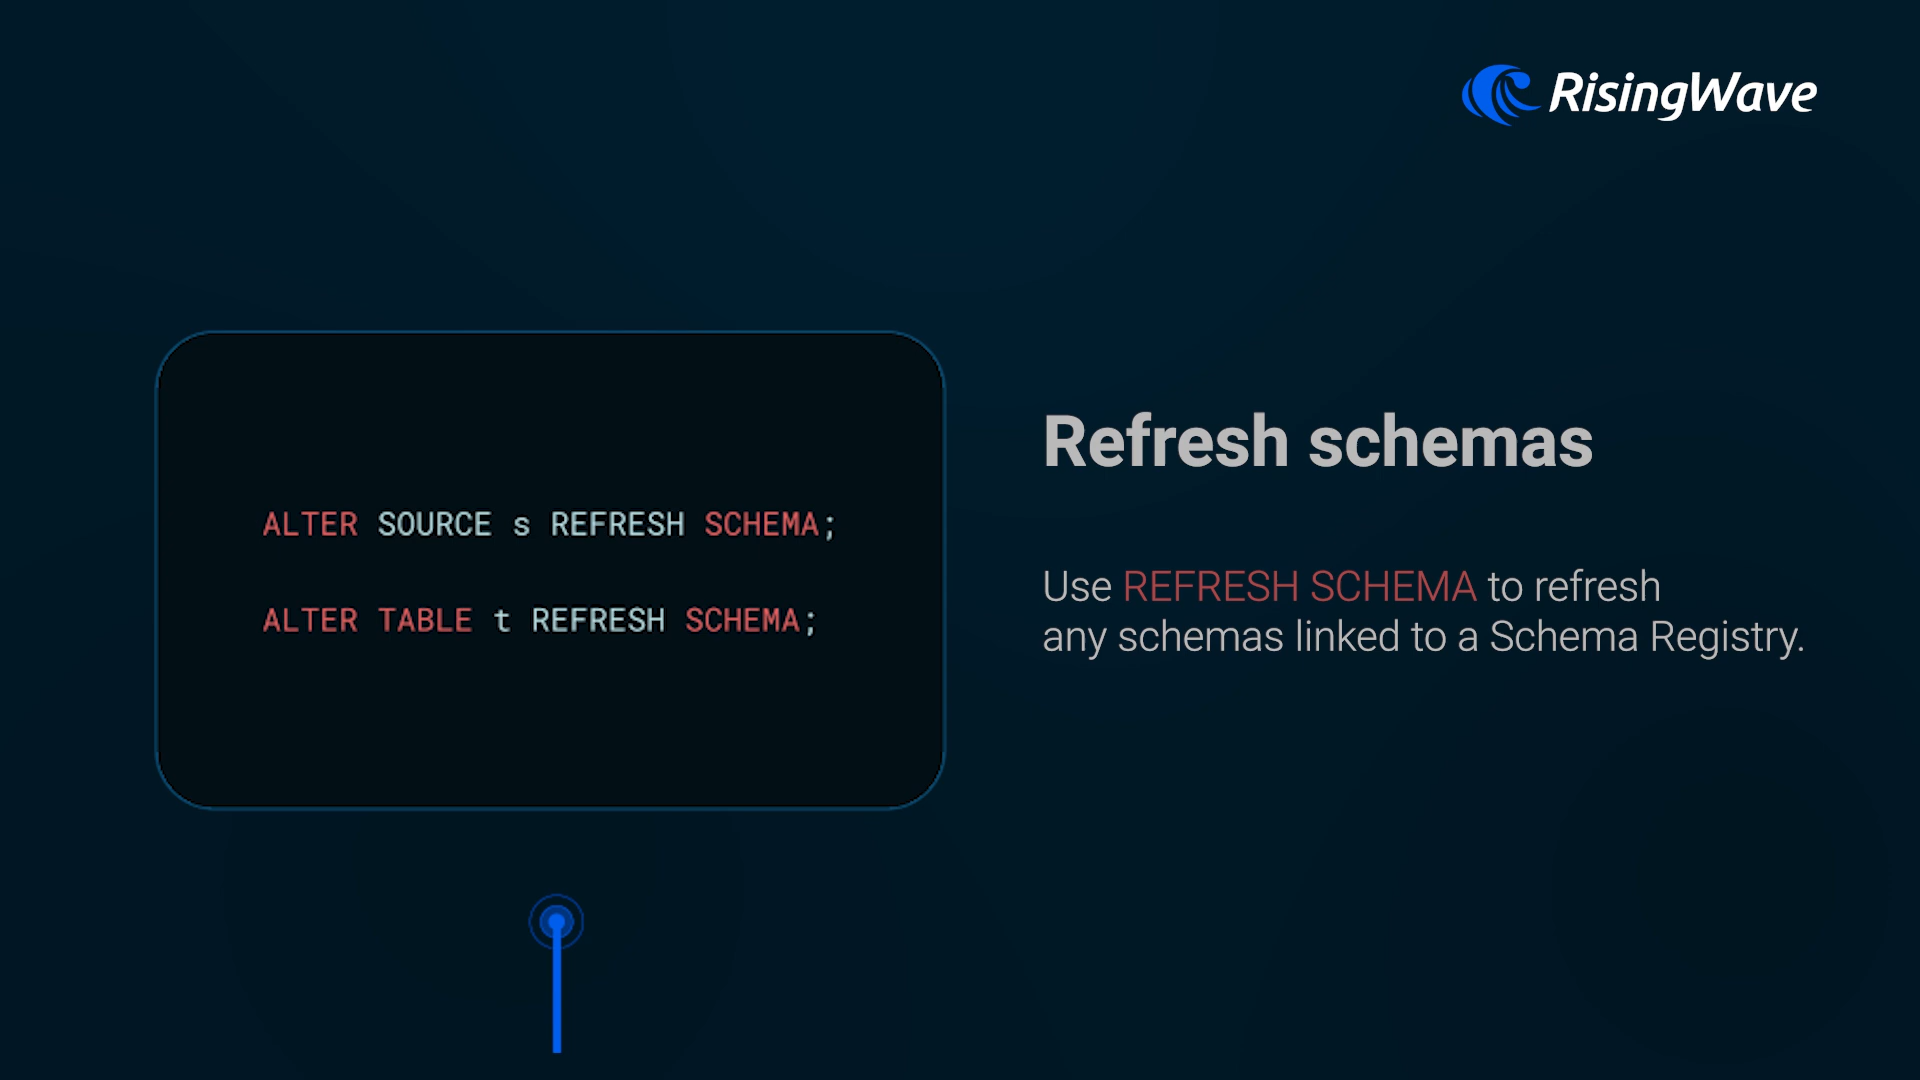 RisingWave
ALTER SOURCE s REFRESH SCHEMA;
ALTER TABLE t REFRESH SCHEMA;
Refresh schemas
Use REFRESH SCHEMA to refresh
any schemas linked to a Schema Registry.